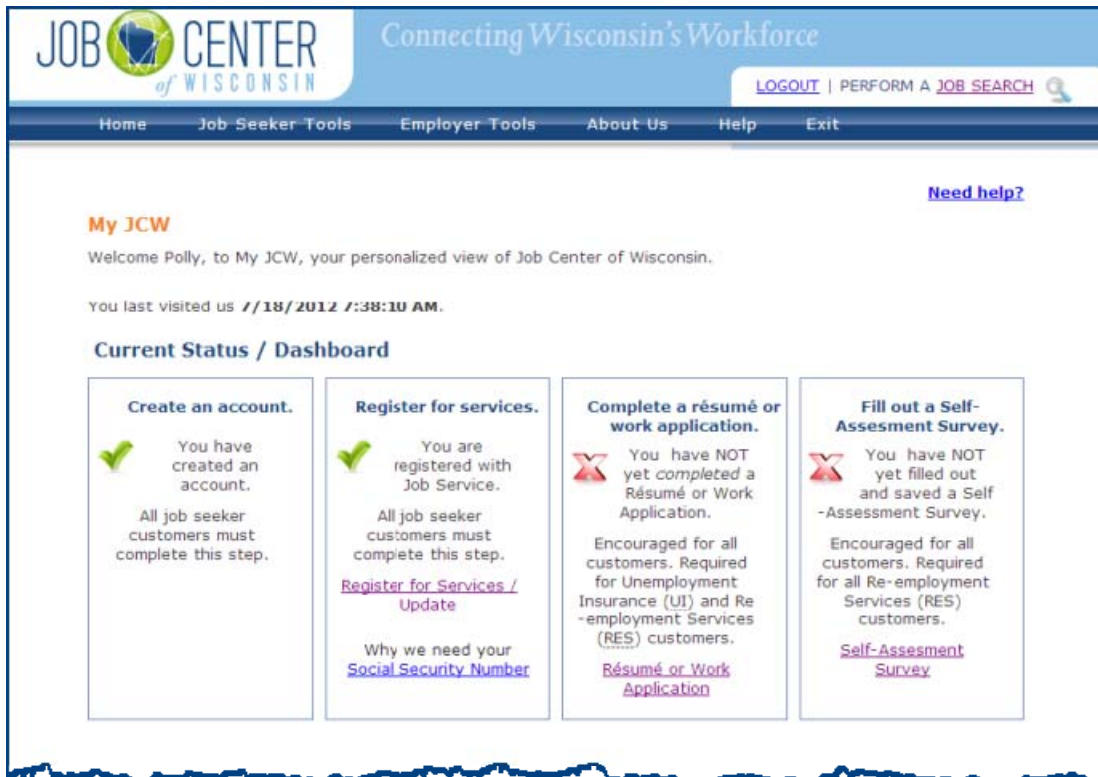 JOB CENTER
of WISCONSIN
Connecting Wisconsin's Workforce
LOGOUT | PERFORM A JOB SEARCH
Home Job Seeker Tools Employer Tools About Us Help Exit
Need help?
My JCW
Welcome Polly, to My JCW, your personalized view of Job Center of Wisconsin.
You last visited us 7/18/2012 7:38:10 AM.
Current Status / Dashboard
Create an account.
You have
created an
account.
All job seeker
customers must
complete this step.
Register for services.
You are
registered with
Job Service.
All job seeker
customers must
complete this step.
Register for Services /
Update
Why we need your
Social Security Number
Complete a résumé or
work application.
You have NOT
yet completed a
Résumé or Work
Application.
Encouraged for all
customers. Required
for Unemployment
Insurance (UI) and Re
-employment Services
(RES) customers.
Résumé or Work
Application
Fill out a Self-
Assesment Survey.
You have NOT
yet filled out
and saved a Self
-Assessment Survey.
Encouraged for all
customers. Required
for all Re-employment
Services (RES)
customers.
Self-Assesment
Survey